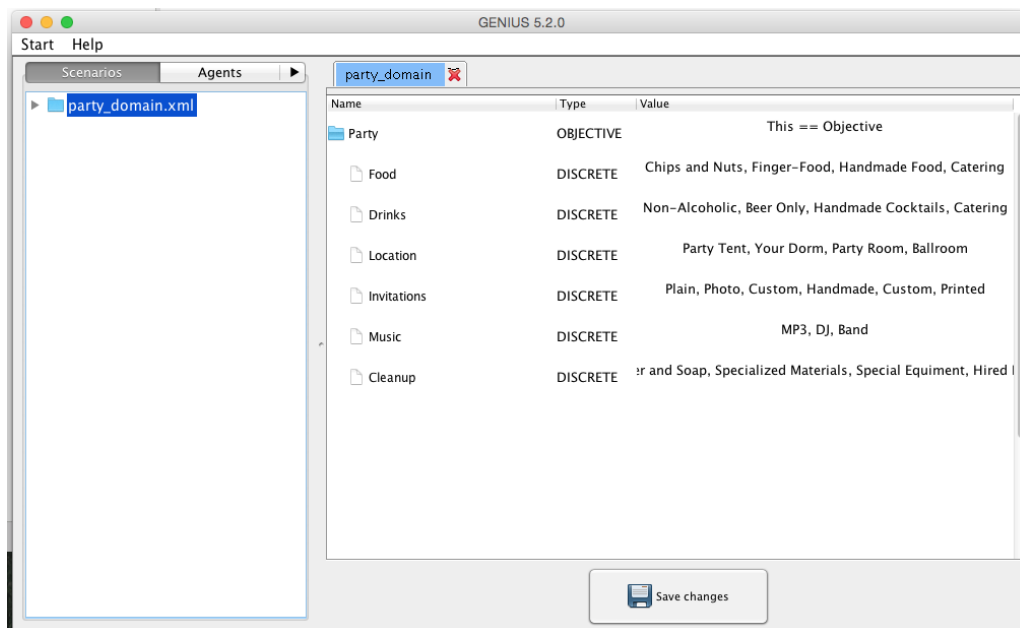 GENIUS 5.2.0
Start Help
Scenarios Agents
party_domain.xml
party_domain
Name Type Value
Party OBJECTIVE This == Objective
Food DISCRETE Chips and Nuts, Finger-Food, Handmade Food, Catering
Drinks DISCRETE Non-Alcoholic, Beer Only, Handmade Cocktails, Catering
Location DISCRETE Party Tent, Your Dorm, Party Room, Ballroom
Invitations DISCRETE Plain, Photo, Custom, Handmade, Custom, Printed
Music DISCRETE MP3, DJ, Band
Cleanup DISCRETE er and Soap, Specialized Materials, Special Equiment, Hired
Save changes